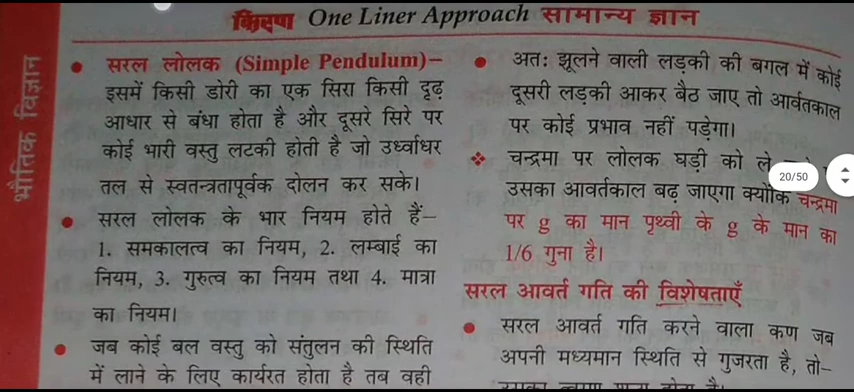 किरण One Liner Approach सामान्य ज्ञान
भौतिक विज्ञान
सरल लोलक (Simple Pendulum)–
इसमें किसी डोरी का एक सिरा किसी दृढ़
आधार से बंधा होता है और दूसरे सिरे पर
कोई भारी वस्तु लटकी होती है जो उर्ध्वाधर
तल से स्वतन्त्रतापूर्वक दोलन कर सके।
सरल लोलक के भार नियम होते हैं–
1. समकालत्व का नियम, 2. लम्बाई का
नियम, 3. गुरुत्व का नियम तथा 4. मात्रा
का नियम।
जब कोई बल वस्तु को संतुलन की स्थिति
में लाने के लिए कार्यरत होता है तब वही
अत: झूलने वाली लड़की की बगल में कोई
दूसरी लड़की आकर बैठ जाए तो आर्वतकाल
पर कोई प्रभाव नहीं पड़ेगा।
चन्द्रमा पर लोलक घड़ी को ले
20/50
उसका आवर्तकाल बढ़ जाएगा क्योंकि चन्द्रमा
पर g का मान पृथ्वी के g के मान का
1/6 गुना है।
सरल आवर्त गति की विशेषताएँ
सरल आवर्त गति करने वाला कण जब
अपनी मध्यमान स्थिति से गुजरता है, तो–